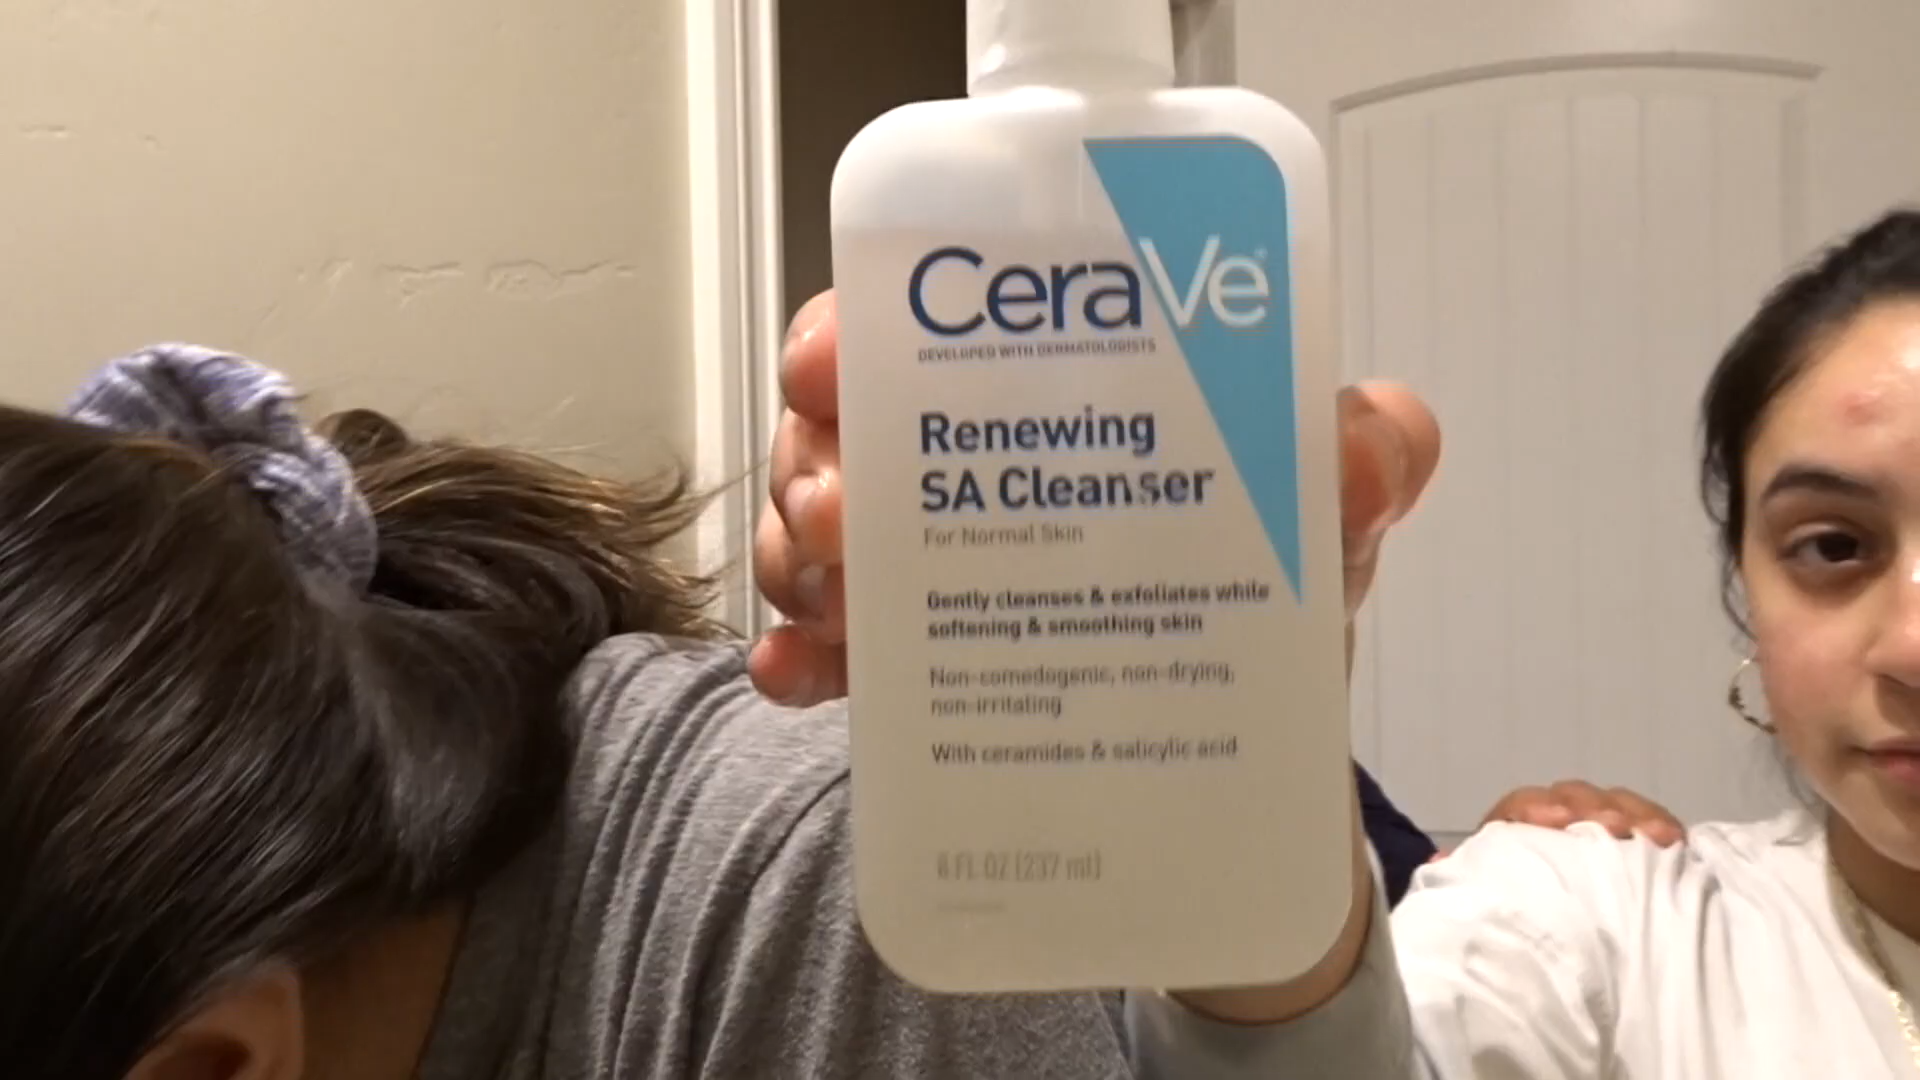 CeraVe
DEVELOPED WITH DERMATOLOGISTS
Renewing
SA Cleanser
For Normal Skin
Gently cleanses & exfoliates while
softening & smoothing skin
Non-comedogenic, non-drying,
non-irritating
With ceramides & salicylic acid
8 FL OZ (237 ml)